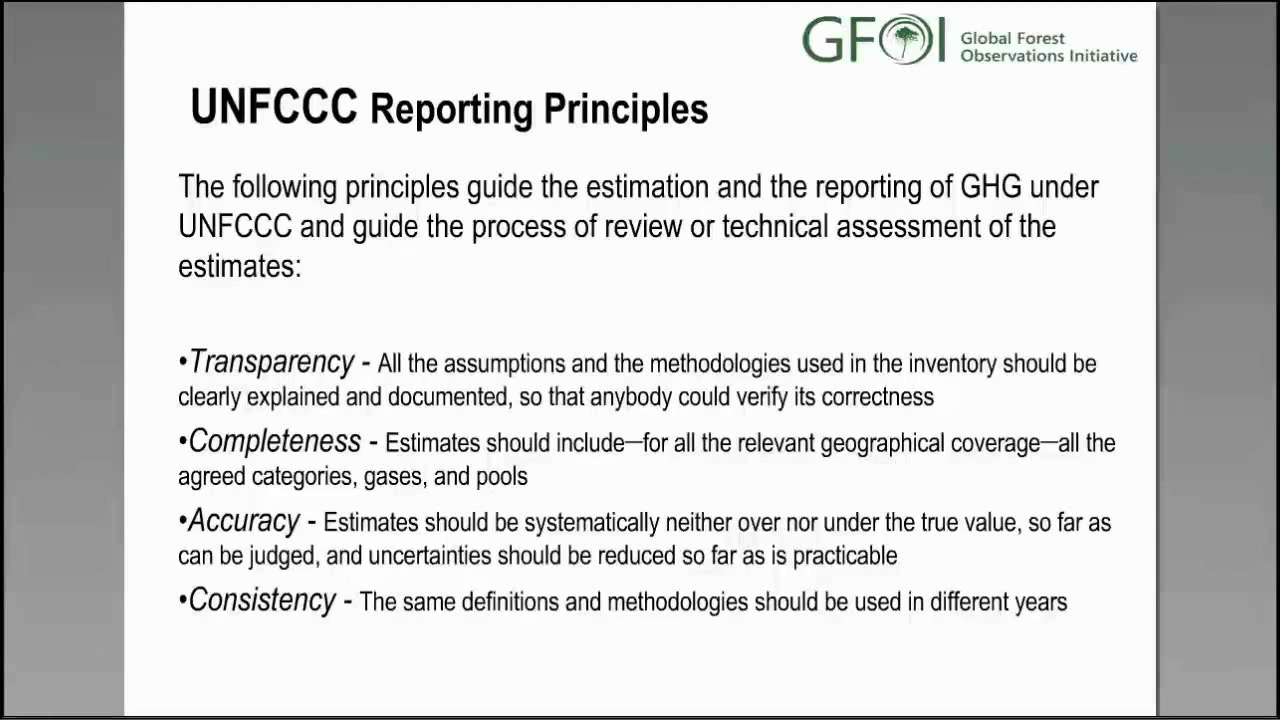 GFOI Global Forest
Observations Initiative
UNFCCC Reporting Principles
The following principles guide the estimation and the reporting of GHG under
UNFCCC and guide the process of review or technical assessment of the
estimates:
•Transparency - All the assumptions and the methodologies used in the inventory should be
clearly explained and documented, so that anybody could verify its correctness
•Completeness - Estimates should include—for all the relevant geographical coverage—all the
agreed categories, gases, and pools
•Accuracy - Estimates should be systematically neither over nor under the true value, so far as
can be judged, and uncertainties should be reduced so far as is practicable
•Consistency - The same definitions and methodologies should be used in different years